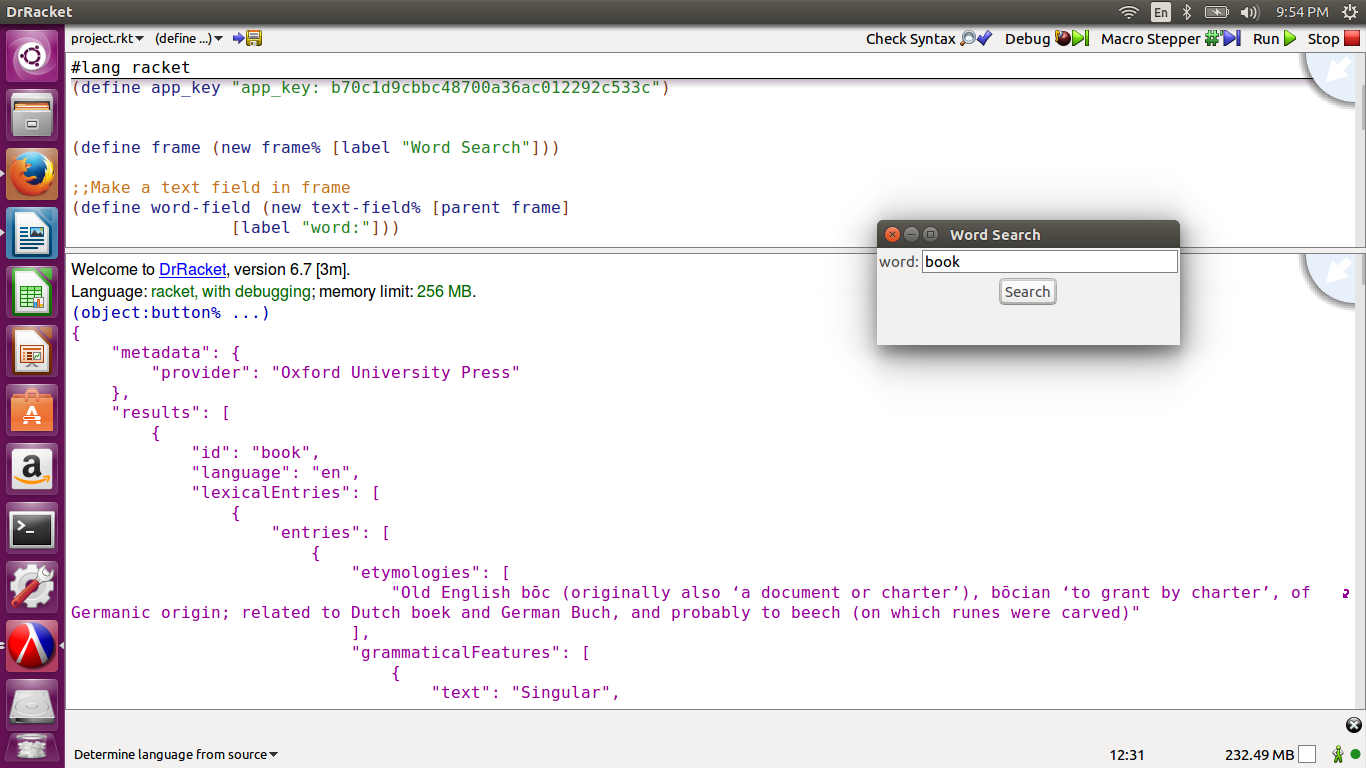 DrRacket
En
9:54 PM
project.rkt
(define ...)
Check Syntax
Debug
Macro Stepper
Run
Stop
#lang racket
(define app_key "app_key: b70c1d9cbbc48700a36ac012292c533c")
(define frame (new frame% [label "Word Search"]))
;;Make a text field in frame
(define word-field (new text-field% [parent frame]
[label "word:"]))
Word Search
word: book
Search
Welcome to DrRacket, version 6.7 [3m].
Language: racket, with debugging; memory limit: 256 MB.
(object:button% ...)
{
"metadata": {
"provider": "Oxford University Press"
},
"results": [
{
"id": "book",
"language": "en",
"lexicalEntries": [
{
"entries": [
{
"etymologies": [
"Old English bōc (originally also ‘a document or charter’), bōcian ‘to grant by charter’, of
Germanic origin; related to Dutch boek and German Buch, and probably to beech (on which runes were carved)"
],
"grammaticalFeatures": [
{
"text": "Singular",
Determine language from source
12:31
232.49 MB